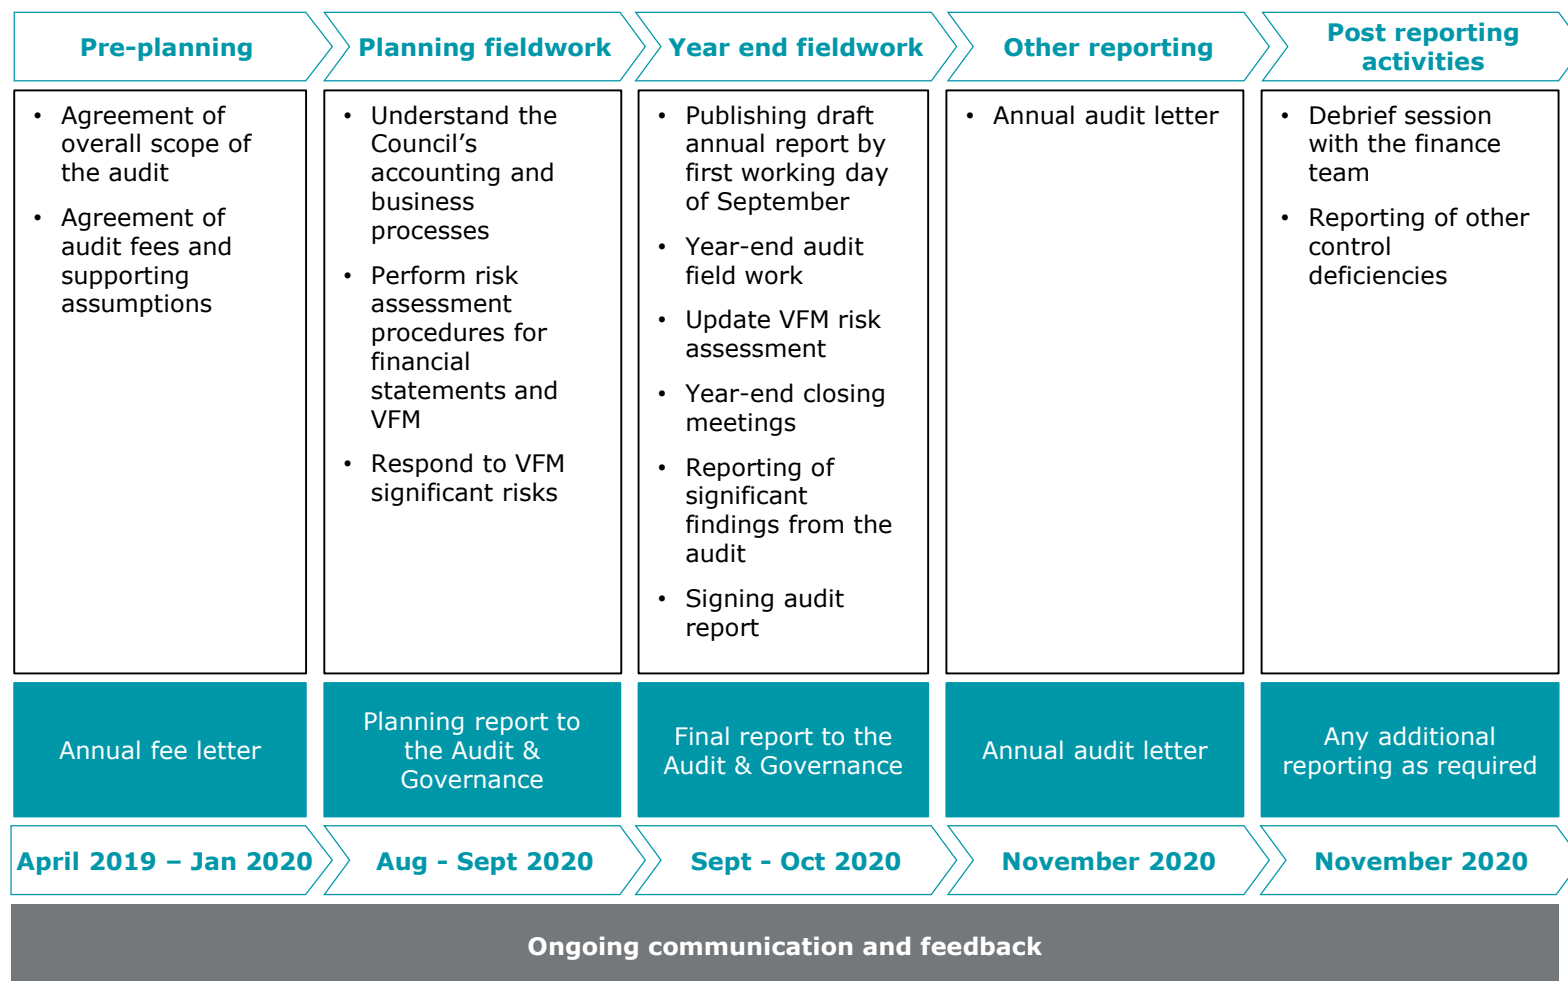 Pre-planning
Planning fieldwork
Year end fieldwork
Other reporting
Post reporting
activities
• Agreement of
overall scope of
the audit
• Agreement of
audit fees and
supporting
assumptions
• Understand the
Council’s
accounting and
business
processes
• Perform risk
assessment
procedures for
financial
statements and
VFM
• Respond to VFM
significant risks
• Publishing draft
annual report by
first working day
of September
• Year-end audit
field work
• Update VFM risk
assessment
• Year-end closing
meetings
• Reporting of
significant
findings from the
audit
• Signing audit
report
• Annual audit letter
• Debrief session
with the finance
team
• Reporting of other
control
deficiencies
Annual fee letter
Planning report to
the Audit &
Governance
Final report to the
Audit & Governance
Annual audit letter
Any additional
reporting as required
April 2019 – Jan 2020
Aug - Sept 2020
Sept - Oct 2020
November 2020
November 2020
Ongoing communication and feedback